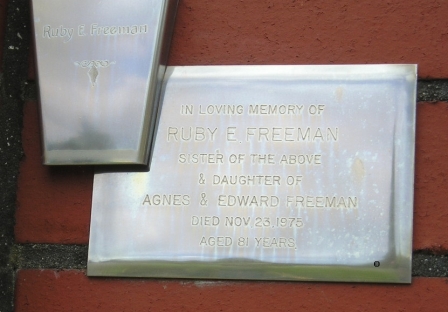 Ruby E Freeman
IN LOVING MEMORY OF
RUBY E. FREEMAN
SISTER OF THE ABOVE
& DAUGHTER OF
AGNES & EDWARD FREEMAN
DIED NOV 23, 1975
AGED 81 YEARS